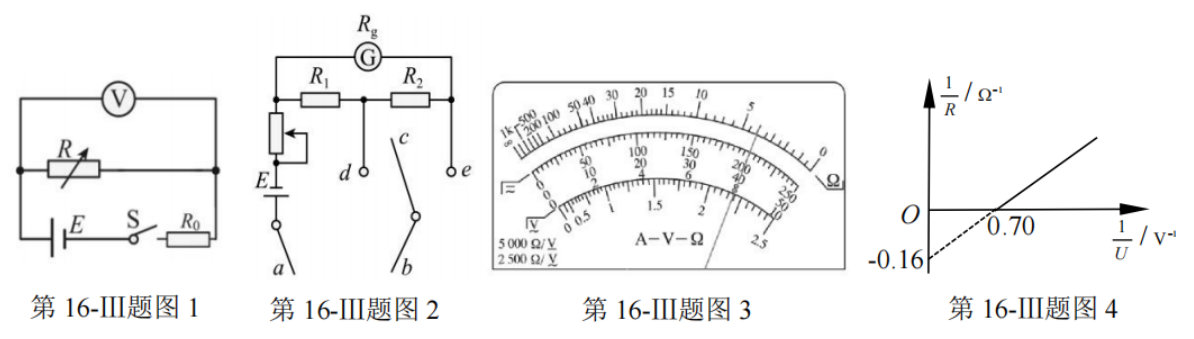 V
R
E
S
R₀
第 16-Ⅲ题图 1
R_g
G
R₁
R₂
c
d
e
E
a
b
第 16-Ⅲ题图 2
∞ 1k 500 200 100 50 40 30 20 15 10 5 0 Ω
0 50 100 150 200 250
0 10 20 30 40 50
0 2 4 6 8 10
0 0.5 1 1.5 2 2.5
V
A－V－Ω
5 000 Ω/V
2 500 Ω/V
第 16-Ⅲ题图 3
1/R / Ω⁻¹
O
0.70
1/U / V⁻¹
-0.16
第 16-Ⅲ题图 4